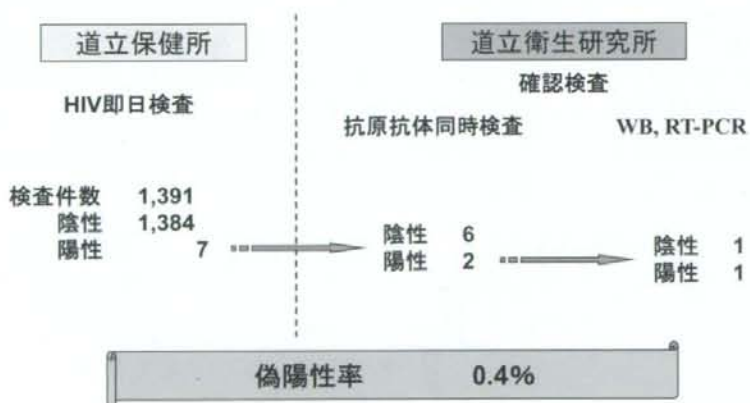 道立保健所
HIV即日検査
検査件数 1,391
陰性 1,384
陽性 7
道立衛生研究所
確認検査
抗原抗体同時検査 WB, RT-PCR
陰性 6
陽性 2
陰性 1
陽性 1
偽陽性率 0.4%